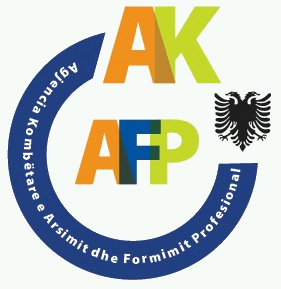 AK
AFP
Agjencia Kombëtare e Arsimit dhe Formimit Profesional